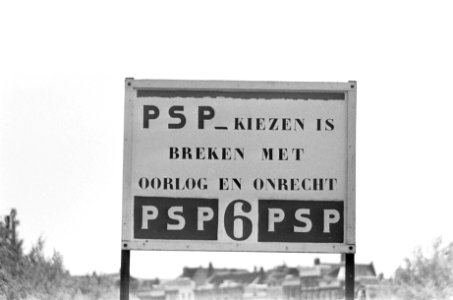 PSP_ KIEZEN IS
BREKEN MET
OORLOG EN ONRECHT
PSP 6 PSP